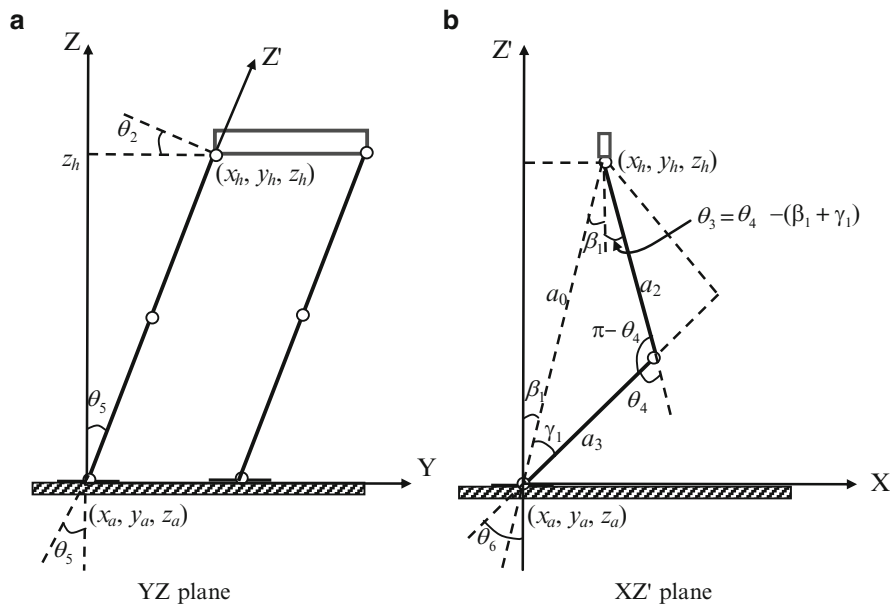 a
Z
Z'
θ2
zh
(xh, yh, zh)
θ5
Y
(xa, ya, za)
θ5
YZ plane
b
Z'
(xh, yh, zh)
θ3 = θ4 −(β1 + γ1)
β1
a0
a2
π− θ4
β1
θ4
γ1
a3
X
(xa, ya, za)
θ6
XZ' plane